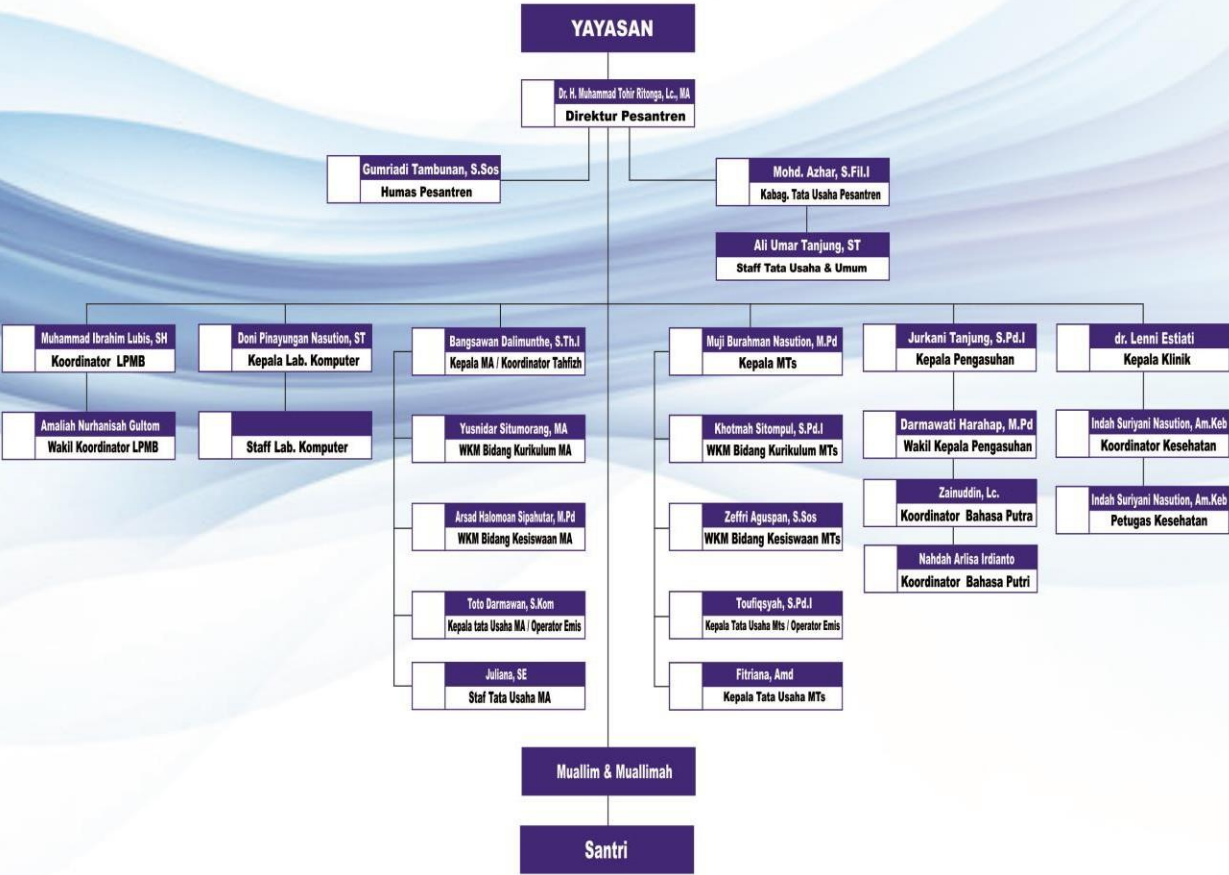 YAYASAN
Dr. H. Muhammad Tohir Ritonga, Lc., MA
Direktur Pesantren
Gumriadi Tambunan, S.Sos
Humas Pesantren
Mohd. Azhar, S.Fil.I
Kabag. Tata Usaha Pesantren
Ali Umar Tanjung, ST
Staff Tata Usaha & Umum
Muhammad Ibrahim Lubis, SH
Koordinator LPMB
Amaliah Nurhanisah Gultom
Wakil Koordinator LPMB
Doni Pinayungan Nasution, ST
Kepala Lab. Komputer
Staff Lab. Komputer
Bangsawan Dalimunthe, S.Th.I
Kepala MA / Koordinator Tahfizh
Yusnidar Situmorang, MA
WKM Bidang Kurikulum MA
Arsad Halomoan Sipahutar, M.Pd
WKM Bidang Kesiswaan MA
Toto Darmawan, S.Kom
Kepala tata Usaha MA / Operator Emis
Juliana, SE
Staf Tata Usaha MA
Muji Burahman Nasution, M.Pd
Kepala MTs
Khotmah Sitompul, S.Pd.I
WKM Bidang Kurikulum MTs
Zeffri Aguspan, S.Sos
WKM Bidang Kesiswaan MTs
Toufiqsyah, S.Pd.I
Kepala Tata Usaha Mts / Operator Emis
Fitriana, Amd
Kepala Tata Usaha MTs
Jurkani Tanjung, S.Pd.I
Kepala Pengasuhan
Darmawati Harahap, M.Pd
Wakil Kepala Pengasuhan
Zainuddin, Lc.
Koordinator Bahasa Putra
Nahdah Arlisa Irdianto
Koordinator Bahasa Putri
dr. Lenni Estiati
Kepala Klinik
Indah Suriyani Nasution, Am.Keb
Koordinator Kesehatan
Indah Suriyani Nasution, Am.Keb
Petugas Kesehatan
Muallim & Muallimah
Santri